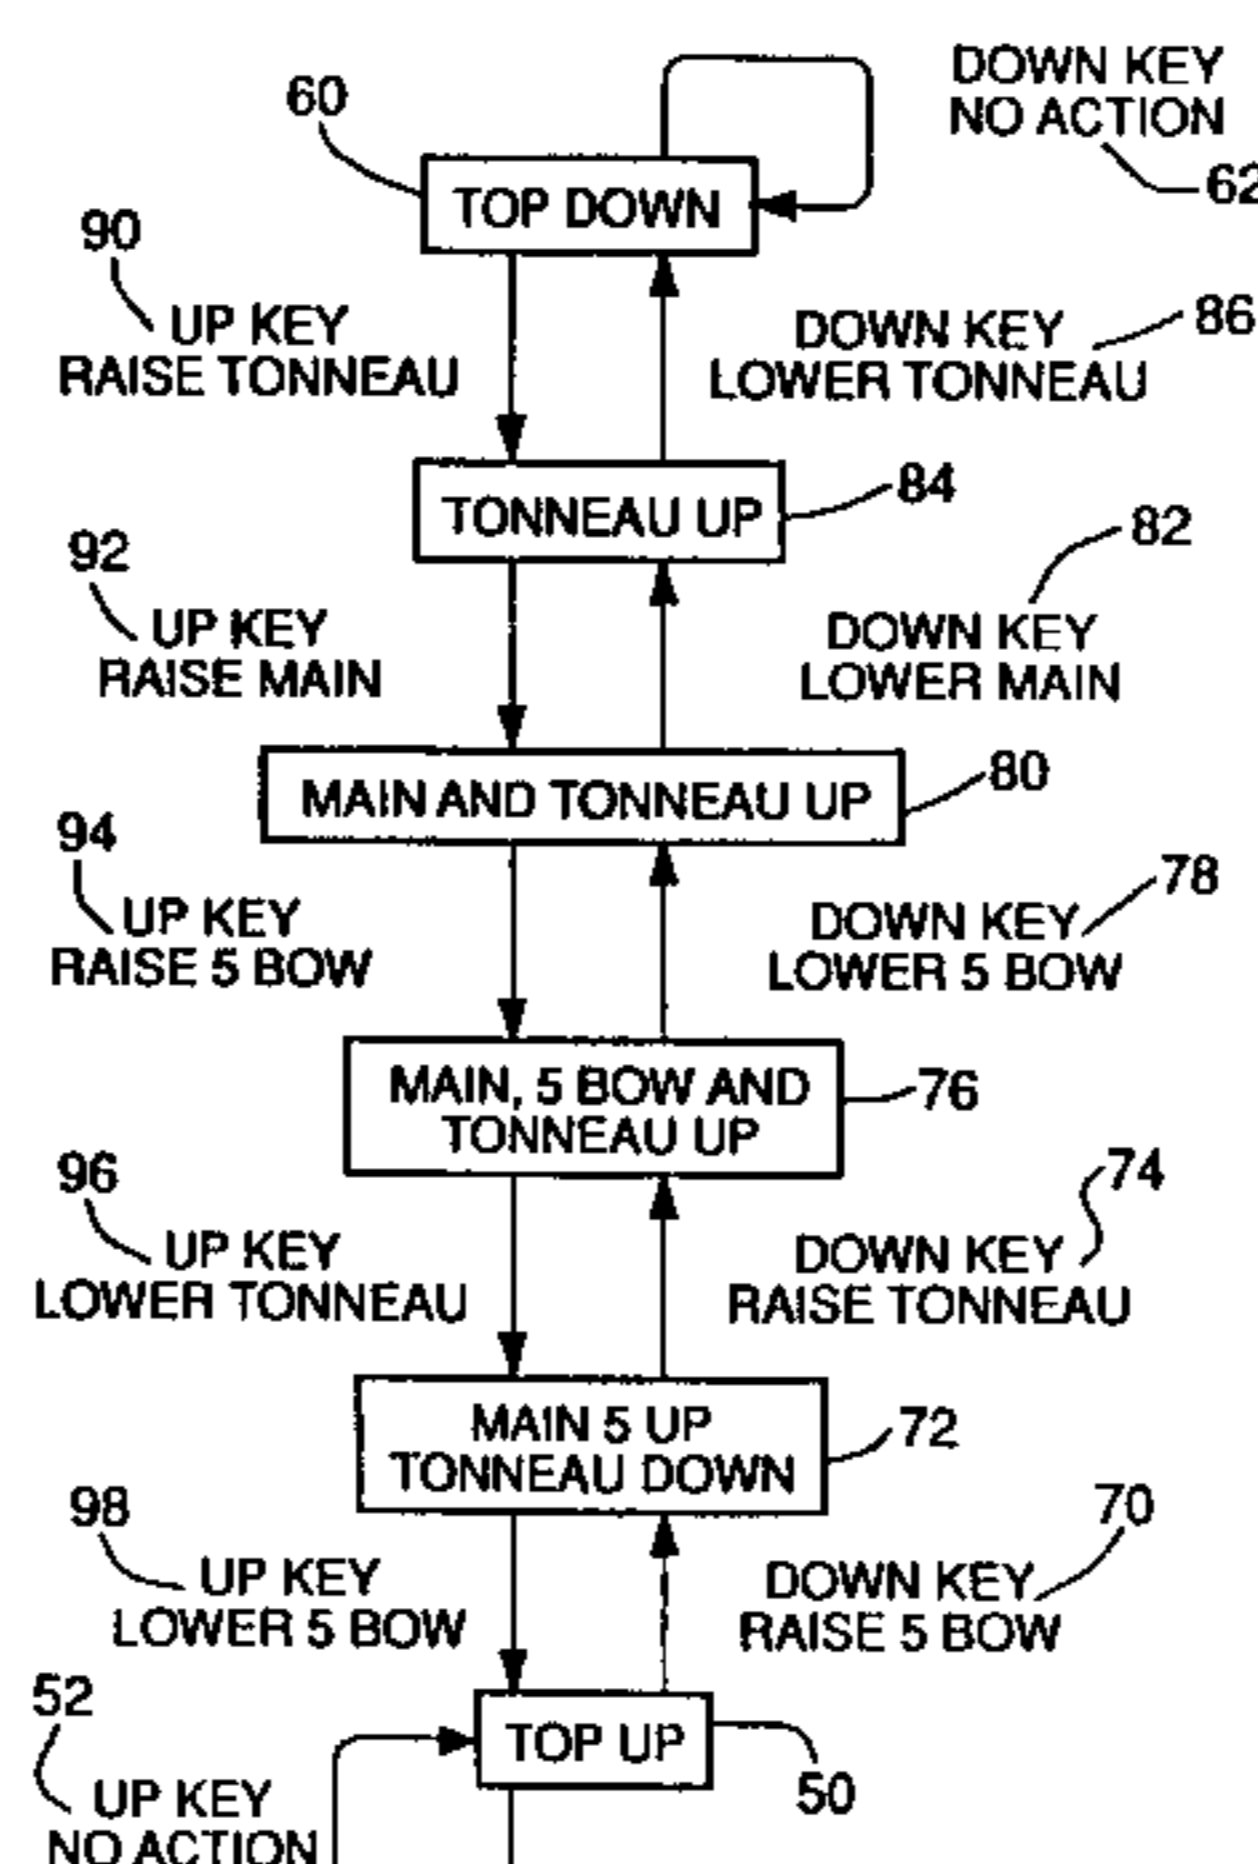 60
DOWN KEY
NO ACTION
62
TOP DOWN
90
UP KEY
RAISE TONNEAU
DOWN KEY
LOWER TONNEAU
86
TONNEAU UP
84
92
UP KEY
RAISE MAIN
82
DOWN KEY
LOWER MAIN
MAIN AND TONNEAU UP
80
94
UP KEY
RAISE 5 BOW
78
DOWN KEY
LOWER 5 BOW
MAIN, 5 BOW AND
TONNEAU UP
76
96
UP KEY
LOWER TONNEAU
74
DOWN KEY
RAISE TONNEAU
MAIN 5 UP
TONNEAU DOWN
72
98
UP KEY
LOWER 5 BOW
70
DOWN KEY
RAISE 5 BOW
52
UP KEY
NO ACTION
TOP UP
50